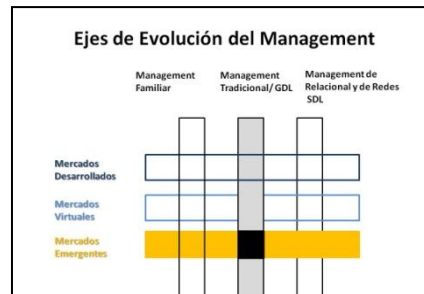 Ejes de Evolución del Management
Management
Familiar
Management
Tradicional/ GDL
Management de
Relacional y de Redes
SDL
Mercados
Desarrollados
Mercados
Virtuales
Mercados
Emergentes